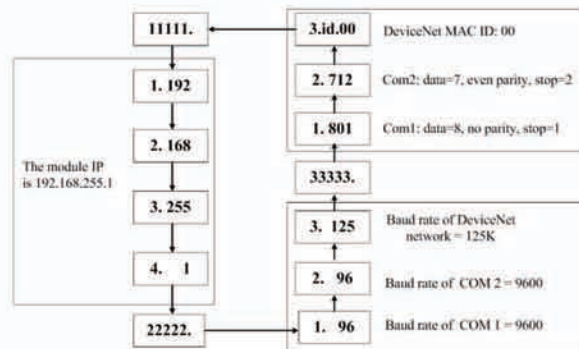 11111.
1. 192
2. 168
3. 255
4. 1
The module IP
is 192.168.255.1
22222.
1. 96
Baud rate of COM 1 = 9600
2. 96
Baud rate of COM 2 = 9600
3. 125
Baud rate of DeviceNet
network = 125K
33333.
1. 801
Com1: data=8, no parity, stop=1
2. 712
Com2: data=7, even parity, stop=2
3.id.00
DeviceNet MAC ID: 00